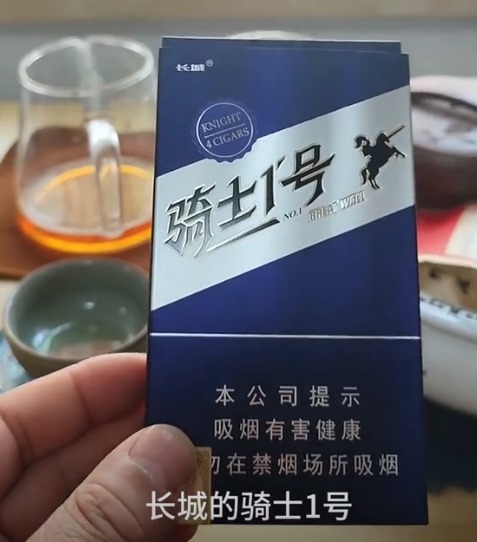 长城®
KNIGHT
4 CIGARS
骑士1号
NO.1 GREAT WALL
本公司提示
吸烟有害健康
勿在禁烟场所吸烟
长城的骑士1号